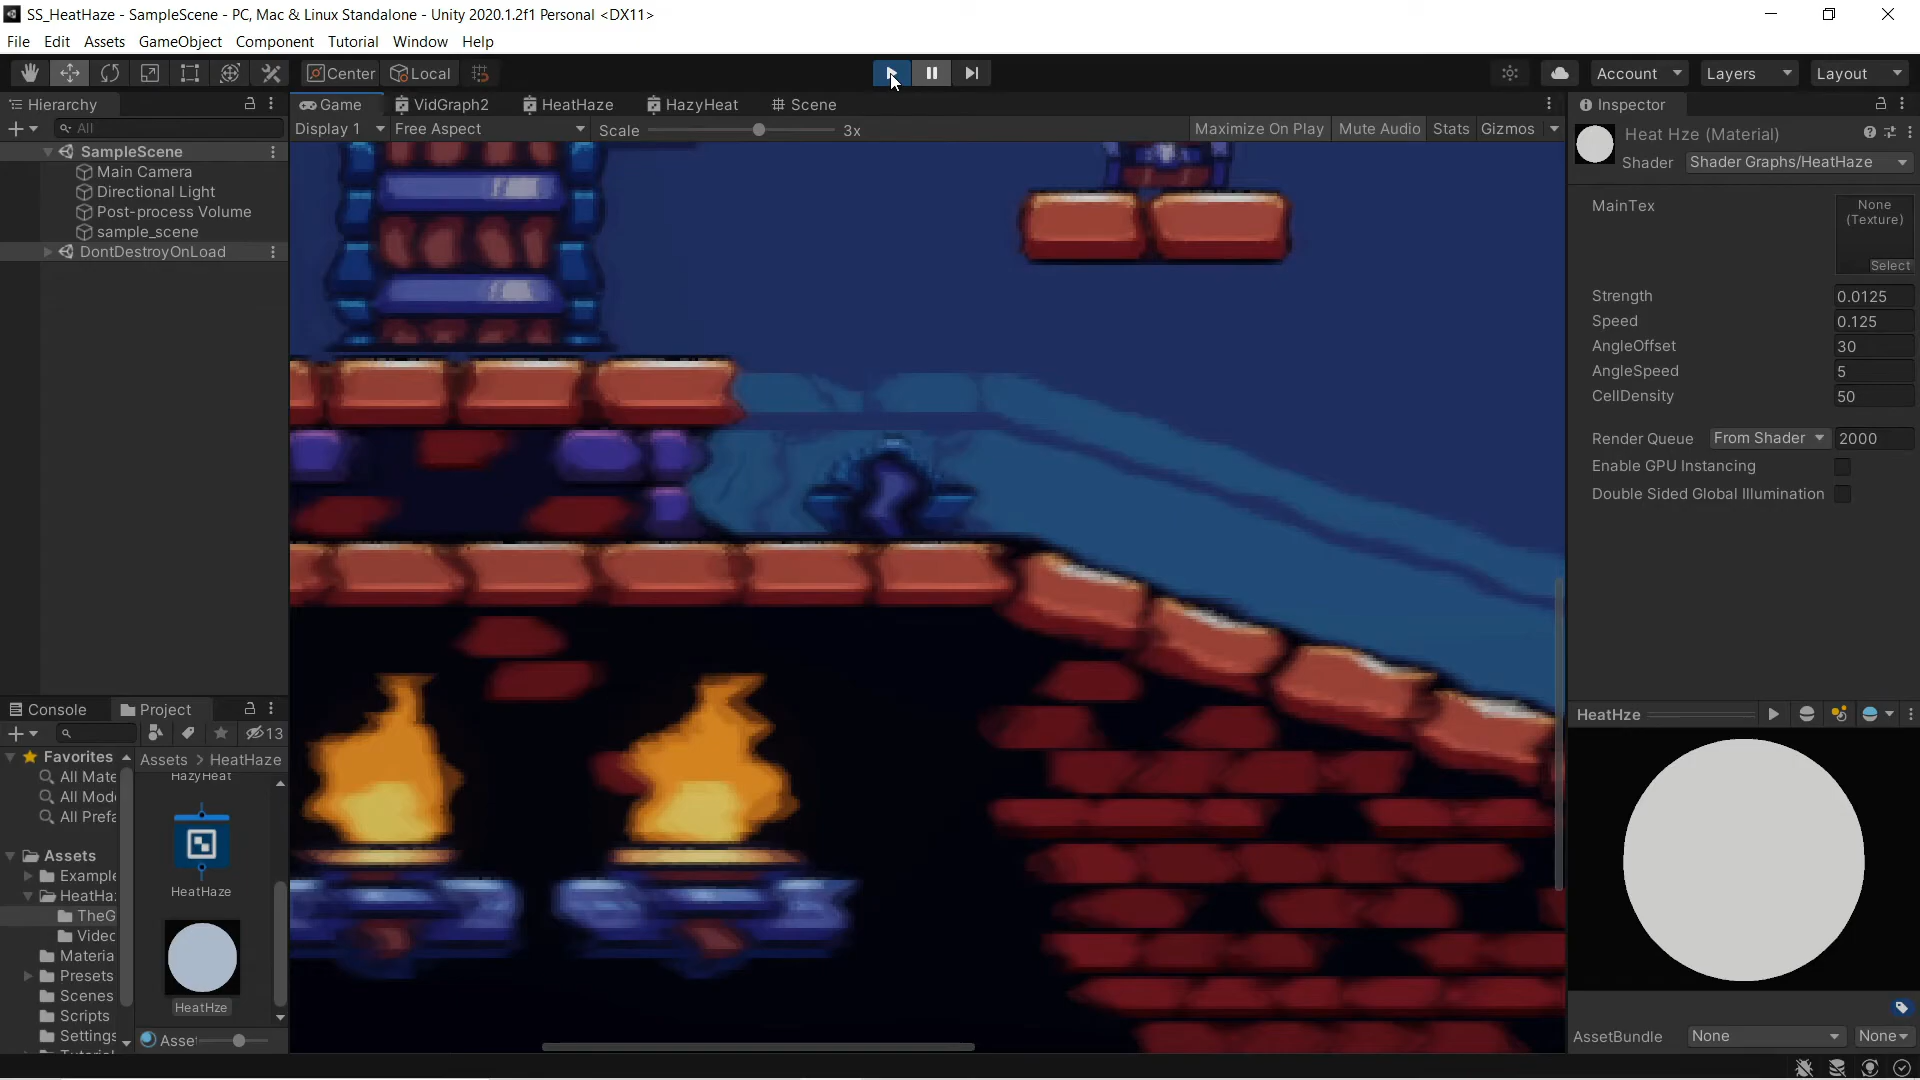 SS_HeatHaze - SampleScene - PC, Mac & Linux Standalone - Unity 2020.1.2f1 Personal <DX11>
File Edit Assets GameObject Component Tutorial Window Help
Center Local Account Layers Layout
Hierarchy
All
SampleScene
Main Camera
Directional Light
Post-process Volume
sample_scene
DontDestroyOnLoad
Game VidGraph2 HeatHaze HazyHeat Scene
Display 1 Free Aspect Scale 3x Maximize On Play Mute Audio Stats Gizmos
Inspector
Heat Hze (Material)
Shader Shader Graphs/HeatHaze
MainTex
None
(Texture)
Select
Strength 0.0125
Speed 0.125
AngleOffset 30
AngleSpeed 5
CellDensity 50
Render Queue From Shader 2000
Enable GPU Instancing
Double Sided Global Illumination
Console Project
13
Favorites
All Mate
All Mod
All Prefa
Assets
Example
HeatHa
TheG
Videc
Materia
Presets
Scenes
Scripts
Settings
Assets > HeatHaze
HazyHeat
HeatHaze
HeatHze
Asse
HeatHze
AssetBundle None None